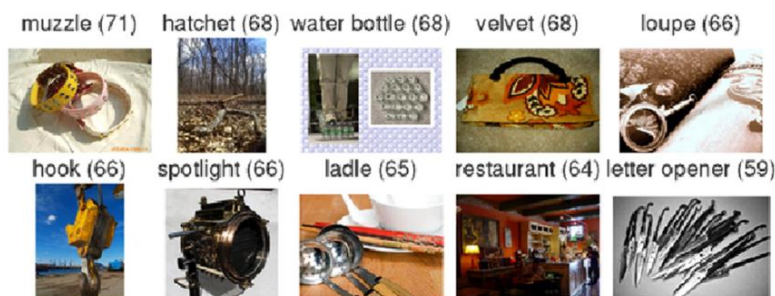 muzzle (71) hatchet (68) water bottle (68) velvet (68) loupe (66)
hook (66) spotlight (66) ladle (65) restaurant (64) letter opener (59)